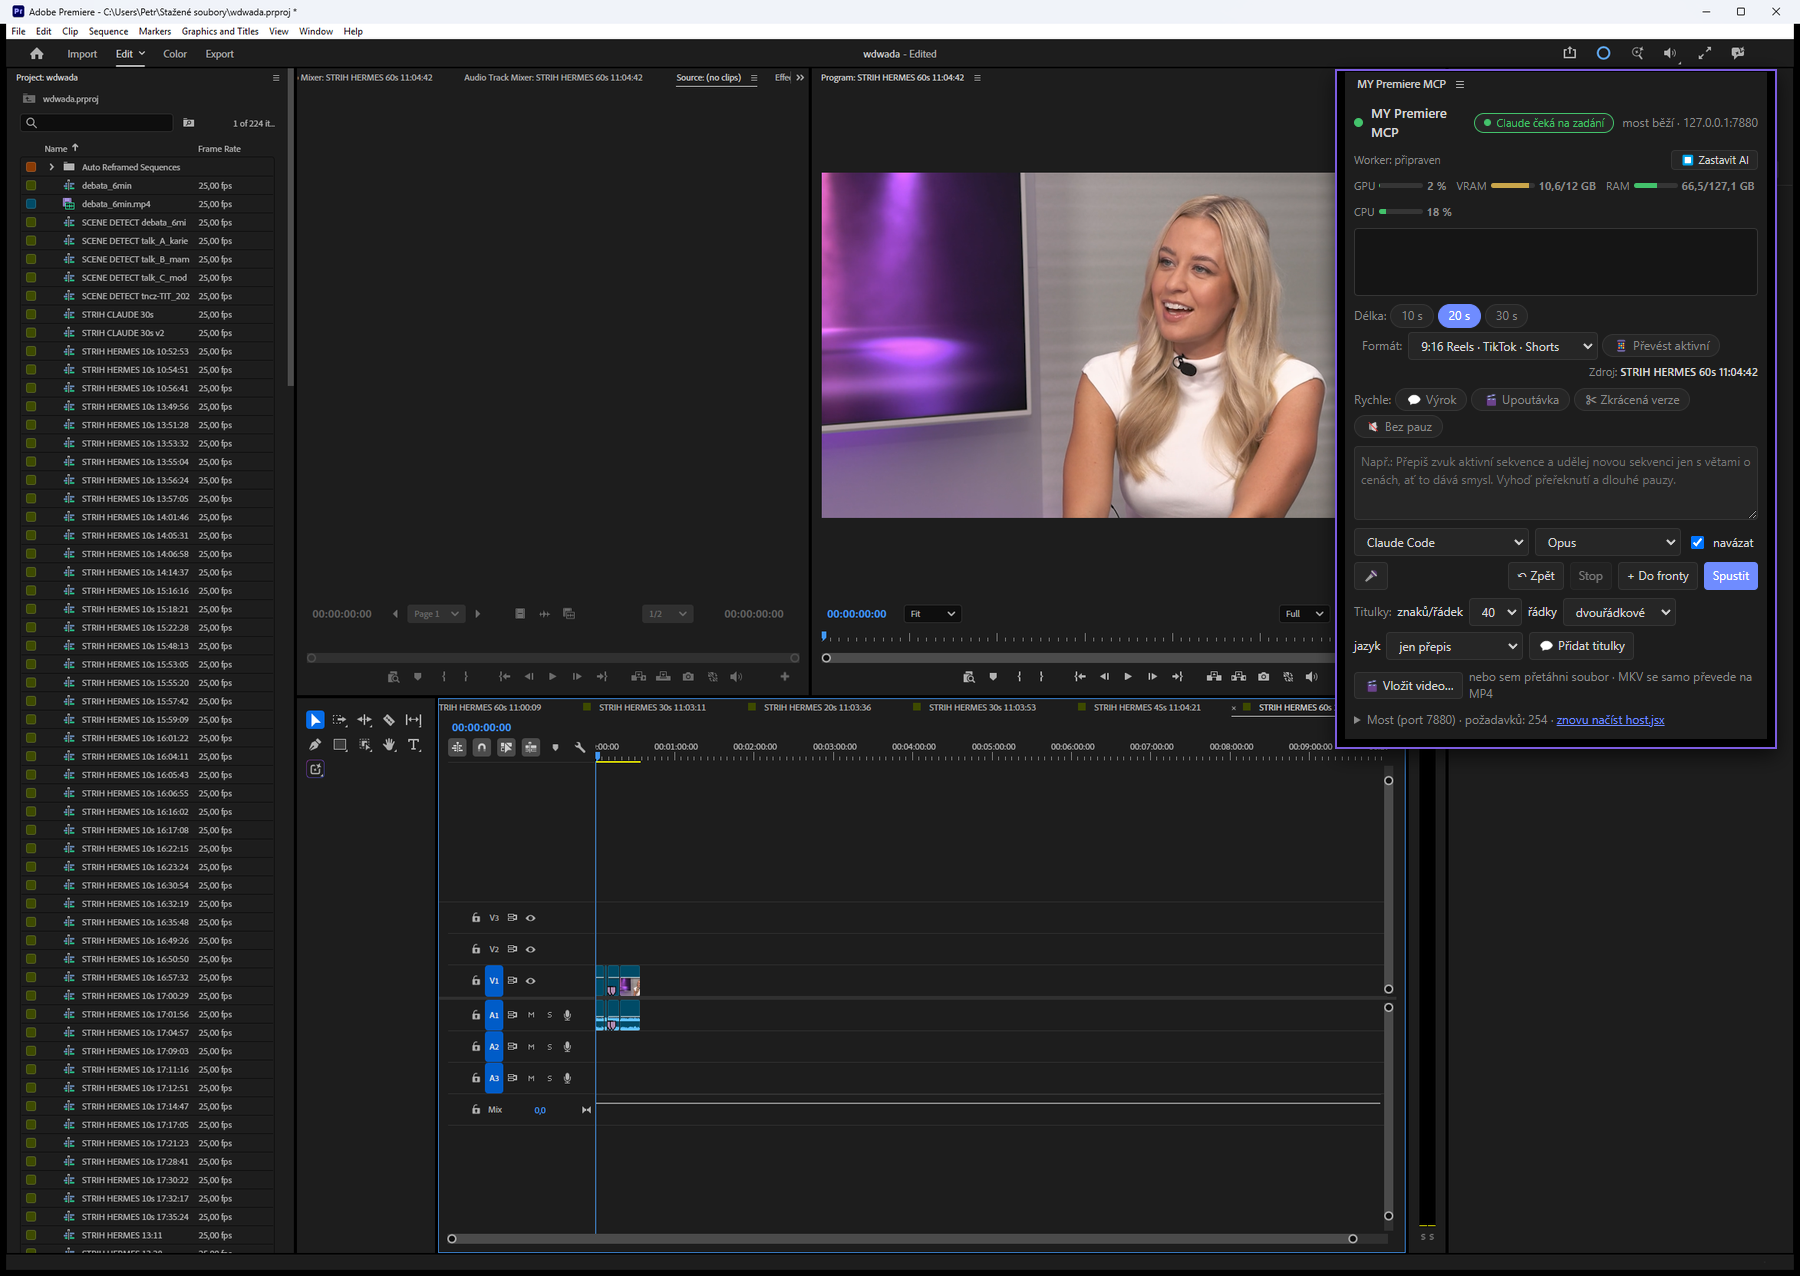 Adobe Premiere - C:\Users\Petr\Stažené soubory\wdwada.prproj *
File Edit Clip Sequence Markers Graphics and Titles View Window Help
Import Edit Color Export
wdwada - Edited
Project: wdwada
wdwada.prproj
1 of 224 it...
Name Frame Rate
Auto Reframed Sequences
debata_6min 25,00 fps
debata_6min.mp4 25,00 fps
SCENE DETECT debata_6mi 25,00 fps
SCENE DETECT talk_A_karie 25,00 fps
SCENE DETECT talk_B_mam 25,00 fps
SCENE DETECT talk_C_mod 25,00 fps
SCENE DETECT tncz-TIT_202 25,00 fps
STRIH CLAUDE 30s 25,00 fps
STRIH CLAUDE 30s v2 25,00 fps
STRIH HERMES 10s 10:52:53 25,00 fps
STRIH HERMES 10s 10:54:51 25,00 fps
STRIH HERMES 10s 10:56:41 25,00 fps
STRIH HERMES 10s 13:49:56 25,00 fps
STRIH HERMES 10s 13:51:28 25,00 fps
STRIH HERMES 10s 13:53:32 25,00 fps
STRIH HERMES 10s 13:55:04 25,00 fps
STRIH HERMES 10s 13:56:24 25,00 fps
STRIH HERMES 10s 13:57:05 25,00 fps
STRIH HERMES 10s 14:01:46 25,00 fps
STRIH HERMES 10s 14:05:31 25,00 fps
STRIH HERMES 10s 14:06:58 25,00 fps
STRIH HERMES 10s 14:14:37 25,00 fps
STRIH HERMES 10s 15:16:16 25,00 fps
STRIH HERMES 10s 15:18:21 25,00 fps
STRIH HERMES 10s 15:22:28 25,00 fps
STRIH HERMES 10s 15:48:13 25,00 fps
STRIH HERMES 10s 15:53:05 25,00 fps
STRIH HERMES 10s 15:55:20 25,00 fps
STRIH HERMES 10s 15:57:42 25,00 fps
STRIH HERMES 10s 15:59:09 25,00 fps
STRIH HERMES 10s 16:01:22 25,00 fps
STRIH HERMES 10s 16:04:11 25,00 fps
STRIH HERMES 10s 16:05:43 25,00 fps
STRIH HERMES 10s 16:06:55 25,00 fps
STRIH HERMES 10s 16:16:02 25,00 fps
STRIH HERMES 10s 16:17:08 25,00 fps
STRIH HERMES 10s 16:22:15 25,00 fps
STRIH HERMES 10s 16:23:24 25,00 fps
STRIH HERMES 10s 16:30:54 25,00 fps
STRIH HERMES 10s 16:32:19 25,00 fps
STRIH HERMES 10s 16:35:48 25,00 fps
STRIH HERMES 10s 16:49:26 25,00 fps
STRIH HERMES 10s 16:50:50 25,00 fps
STRIH HERMES 10s 16:57:32 25,00 fps
STRIH HERMES 10s 17:00:29 25,00 fps
STRIH HERMES 10s 17:01:56 25,00 fps
STRIH HERMES 10s 17:04:57 25,00 fps
STRIH HERMES 10s 17:09:03 25,00 fps
STRIH HERMES 10s 17:11:16 25,00 fps
STRIH HERMES 10s 17:12:51 25,00 fps
STRIH HERMES 10s 17:14:47 25,00 fps
STRIH HERMES 10s 17:17:05 25,00 fps
STRIH HERMES 10s 17:21:23 25,00 fps
STRIH HERMES 10s 17:28:41 25,00 fps
STRIH HERMES 10s 17:30:22 25,00 fps
STRIH HERMES 10s 17:32:17 25,00 fps
STRIH HERMES 10s 17:35:24 25,00 fps
STRIH HERMES 13:11 25,00 fps
Mixer: STRIH HERMES 60s 11:04:42 Audio Track Mixer: STRIH HERMES 60s 11:04:42 Source: (no clips) Effe
00:00:00:00 Page 1 1/2 00:00:00:00
Program: STRIH HERMES 60s 11:04:42
00:00:00:00 Fit Full
MY Premiere MCP
MY Premiere MCP
Claude čeká na zadání
most běží · 127.0.0.1:7880
Worker: připraven
Zastavit AI
GPU 2 % VRAM 10,6/12 GB RAM 66,5/127,1 GB
CPU 18 %
Délka: 10 s 20 s 30 s
Formát: 9:16 Reels · TikTok · Shorts Převést aktivní
Zdroj: STRIH HERMES 60s 11:04:42
Rychle: Výrok Upoutávka Zkrácená verze
Bez pauz
Např.: Přepiš zvuk aktivní sekvence a udělej novou sekvenci jen s větami o
cenách, ať to dává smysl. Vyhoď přeřeknutí a dlouhé pauzy.
Claude Code Opus navázat
Zpět Stop + Do fronty Spustit
Titulky: znaků/řádek 40 řádky dvouřádkové
jazyk jen přepis Přidat titulky
Vložit video... nebo sem přetáhni soubor · MKV se samo převede na
MP4
Most (port 7880) · požadavků: 254 · znovu načíst host.jsx
TRIH HERMES 60s 11:00:09 STRIH HERMES 30s 11:03:11 STRIH HERMES 20s 11:03:36 STRIH HERMES 30s 11:03:53 STRIH HERMES 45s 11:04:21 STRIH HERMES 60s
00:00:00:00
:00:00 00:01:00:00 00:02:00:00 00:03:00:00 00:04:00:00 00:05:00:00 00:06:00:00 00:07:00:00 00:08:00:00 00:09:00:00
V3
V2
V1
A1 M S
A2 M S
A3 M S
Mix 0,0
S S